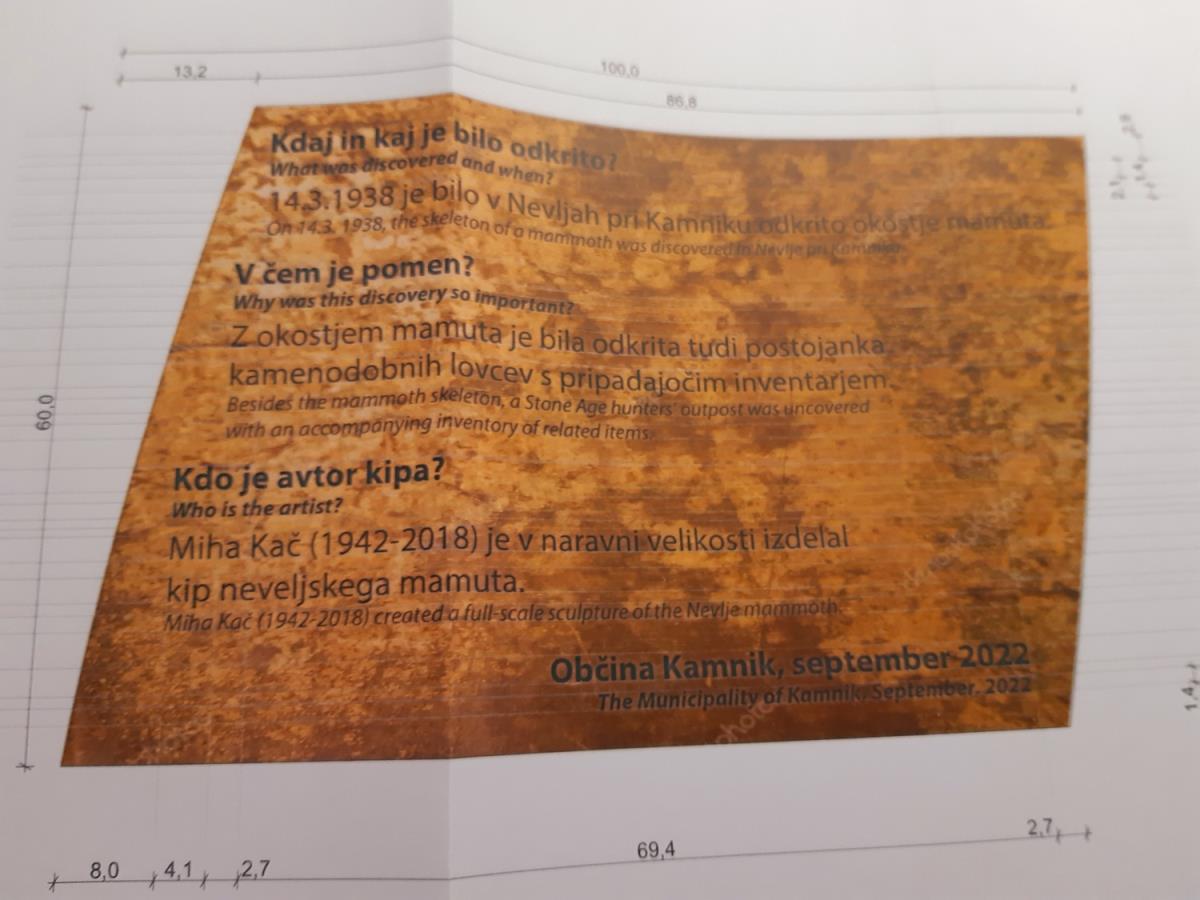 100,0
13,2
86,8
Kdaj in kaj je bilo odkrito?
What was discovered and when?
14.3.1938 je bilo v Nevljah pri Kamniku odkrito okostje mamuta.
On 14.3. 1938, the skeleton of a mammoth was discovered in Nevlje pri Kamniku.
V čem je pomen?
Why was this discovery so important?
Z okostjem mamuta je bila odkrita tudi postojanka
kamenodobnih lovcev s pripadajočim inventarjem.
Besides the mammoth skeleton, a Stone Age hunters' outpost was uncovered
with an accompanying inventory of related items.
60,0
Kdo je avtor kipa?
Who is the artist?
Miha Kač (1942-2018) je v naravni velikosti izdelal
kip neveljskega mamuta.
Miha Kač (1942-2018) created a full-scale sculpture of the Nevlje mammoth.
Občina Kamnik, september 2022
The Municipality of Kamnik, September, 2022
1,4
2,7
69,4
8,0 4,1 2,7